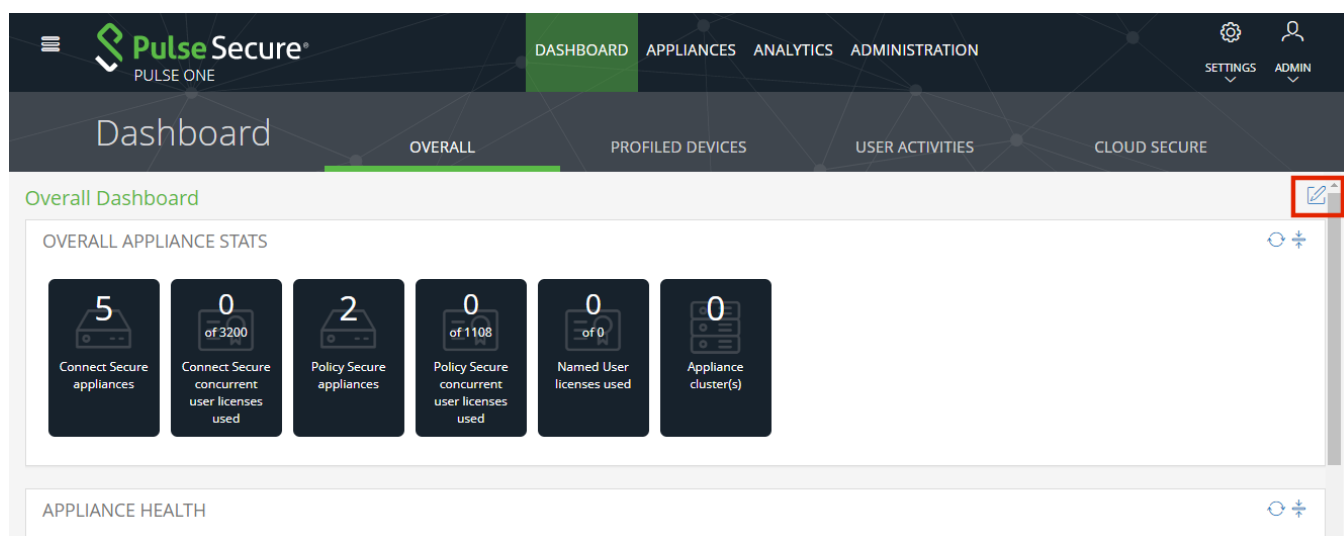 Pulse Secure®
PULSE ONE
DASHBOARD APPLIANCES ANALYTICS ADMINISTRATION
SETTINGS ADMIN
Dashboard
OVERALL PROFILED DEVICES USER ACTIVITIES CLOUD SECURE
Overall Dashboard
OVERALL APPLIANCE STATS
5
Connect Secure
appliances
0
of 3200
Connect Secure
concurrent
user licenses
used
2
Policy Secure
appliances
0
of 1108
Policy Secure
concurrent
user licenses
used
0
of 0
Named User
licenses used
0
Appliance
cluster(s)
APPLIANCE HEALTH